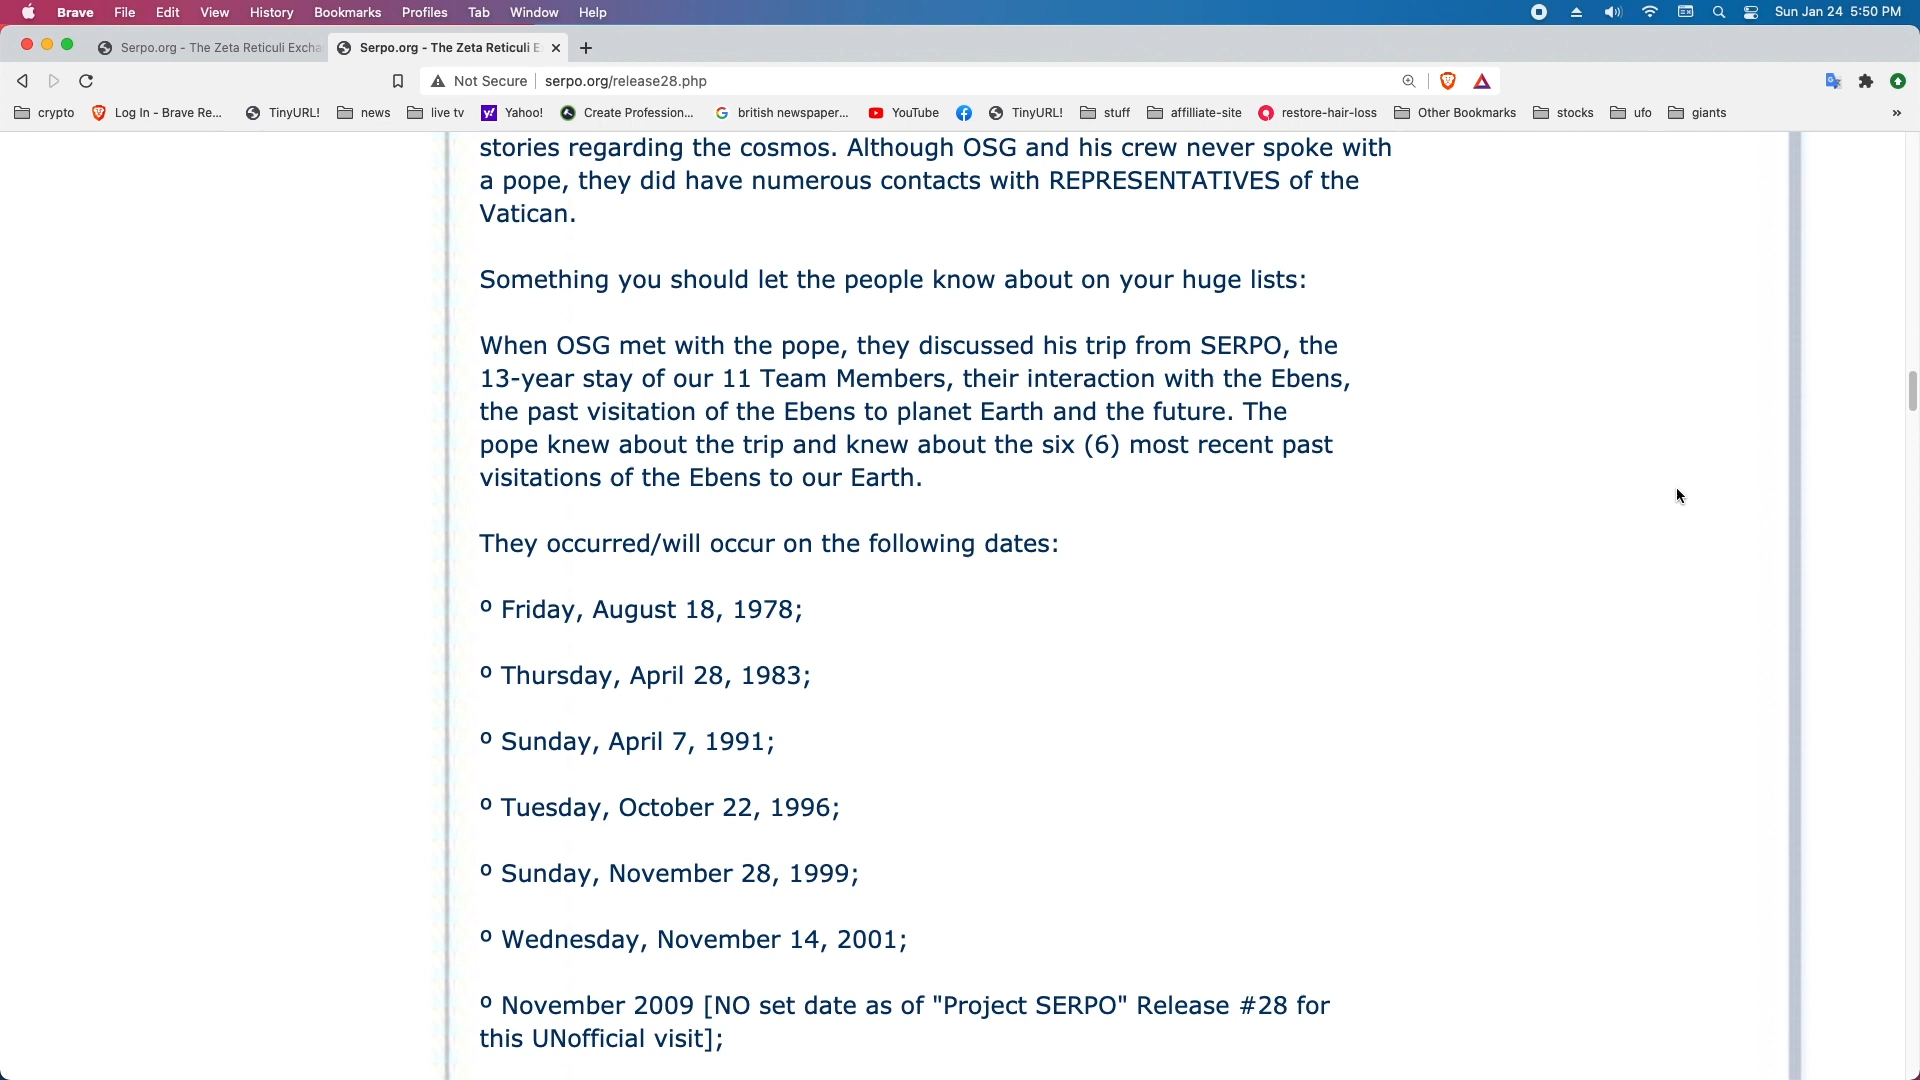 Brave File Edit View History Bookmarks Profiles Tab Window Help Sun Jan 24 5:50 PM
Serpo.org - The Zeta Reticuli Excha Serpo.org - The Zeta Reticuli E
Not Secure serpo.org/release28.php
crypto Log In - Brave Re... TinyURL! news live tv Yahoo! Create Profession... british newspaper... YouTube TinyURL! stuff affilliate-site restore-hair-loss Other Bookmarks stocks ufo giants »
stories regarding the cosmos. Although OSG and his crew never spoke with
a pope, they did have numerous contacts with REPRESENTATIVES of the
Vatican.
Something you should let the people know about on your huge lists:
When OSG met with the pope, they discussed his trip from SERPO, the
13-year stay of our 11 Team Members, their interaction with the Ebens,
the past visitation of the Ebens to planet Earth and the future. The
pope knew about the trip and knew about the six (6) most recent past
visitations of the Ebens to our Earth.
They occurred/will occur on the following dates:
º Friday, August 18, 1978;
º Thursday, April 28, 1983;
º Sunday, April 7, 1991;
º Tuesday, October 22, 1996;
º Sunday, November 28, 1999;
º Wednesday, November 14, 2001;
º November 2009 [NO set date as of "Project SERPO" Release #28 for
this UNofficial visit];